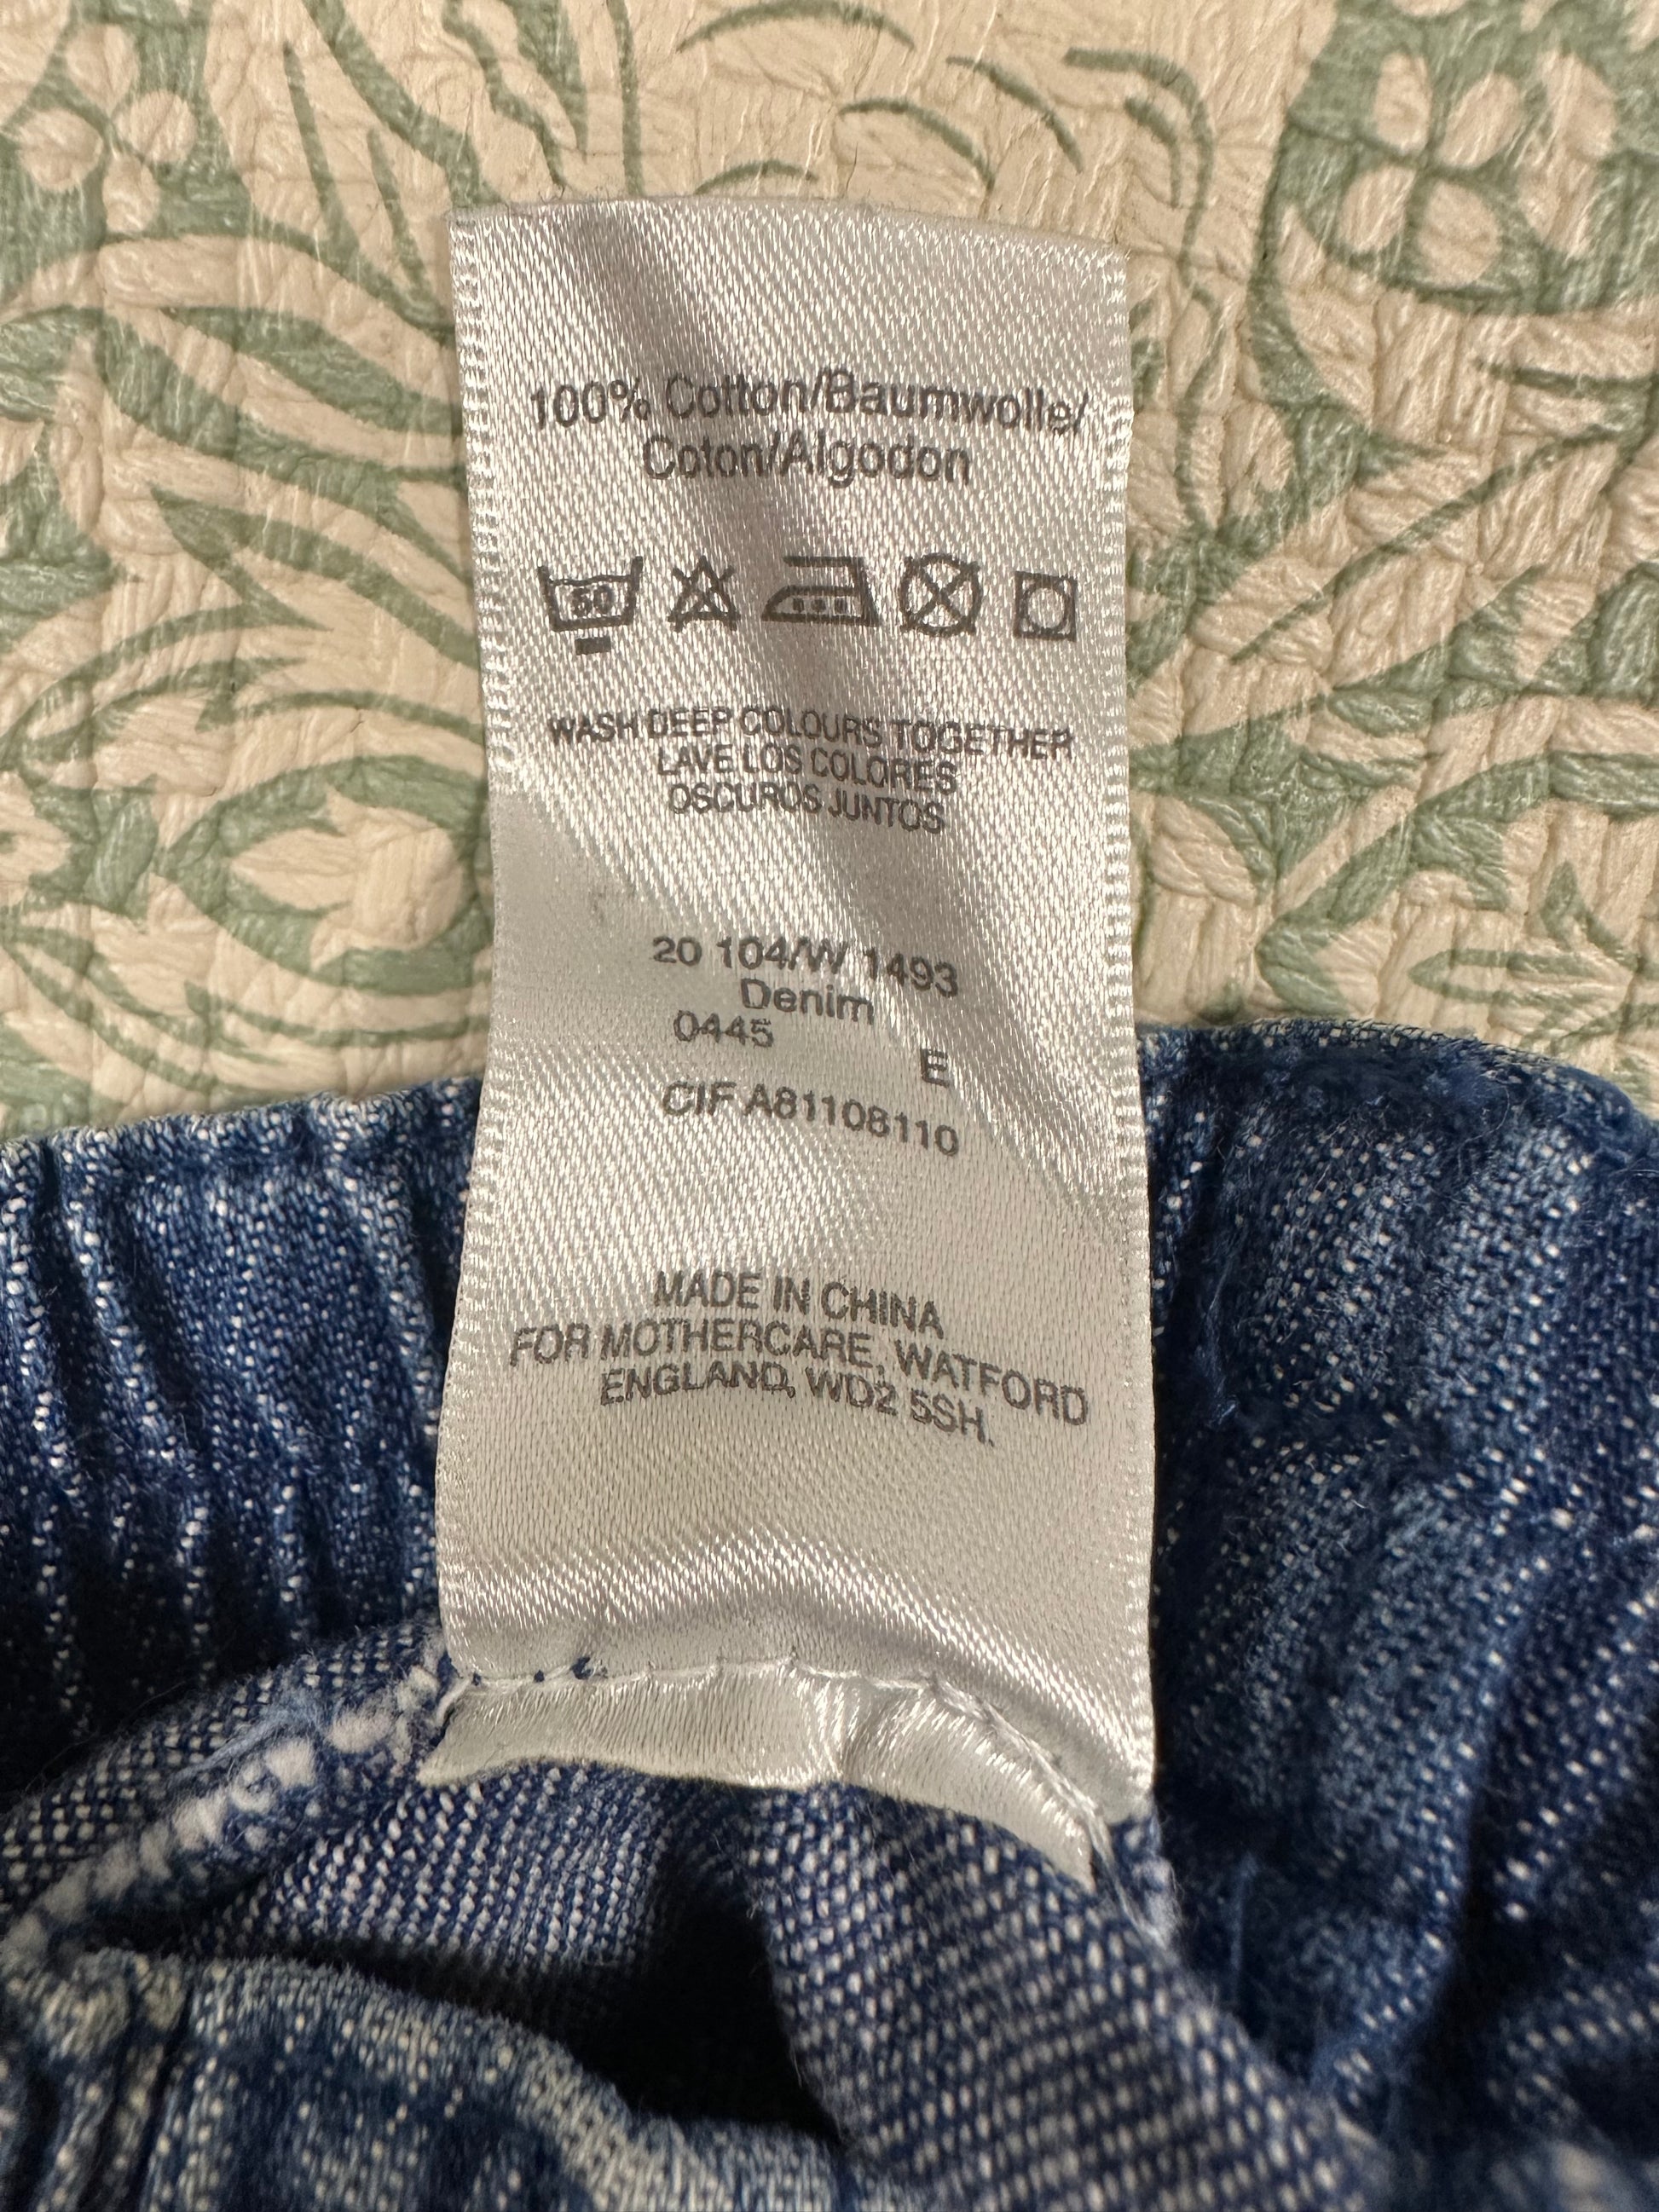 100% Cotton/Baumwolle/
Coton/Algodon
50
WASH DEEP COLOURS TOGETHER
LAVE LOS COLORES
OSCUROS JUNTOS
20 104/W 1493
Denim
0445
E
CIF A81108110
MADE IN CHINA
FOR MOTHERCARE, WATFORD
ENGLAND, WD2 5SH.